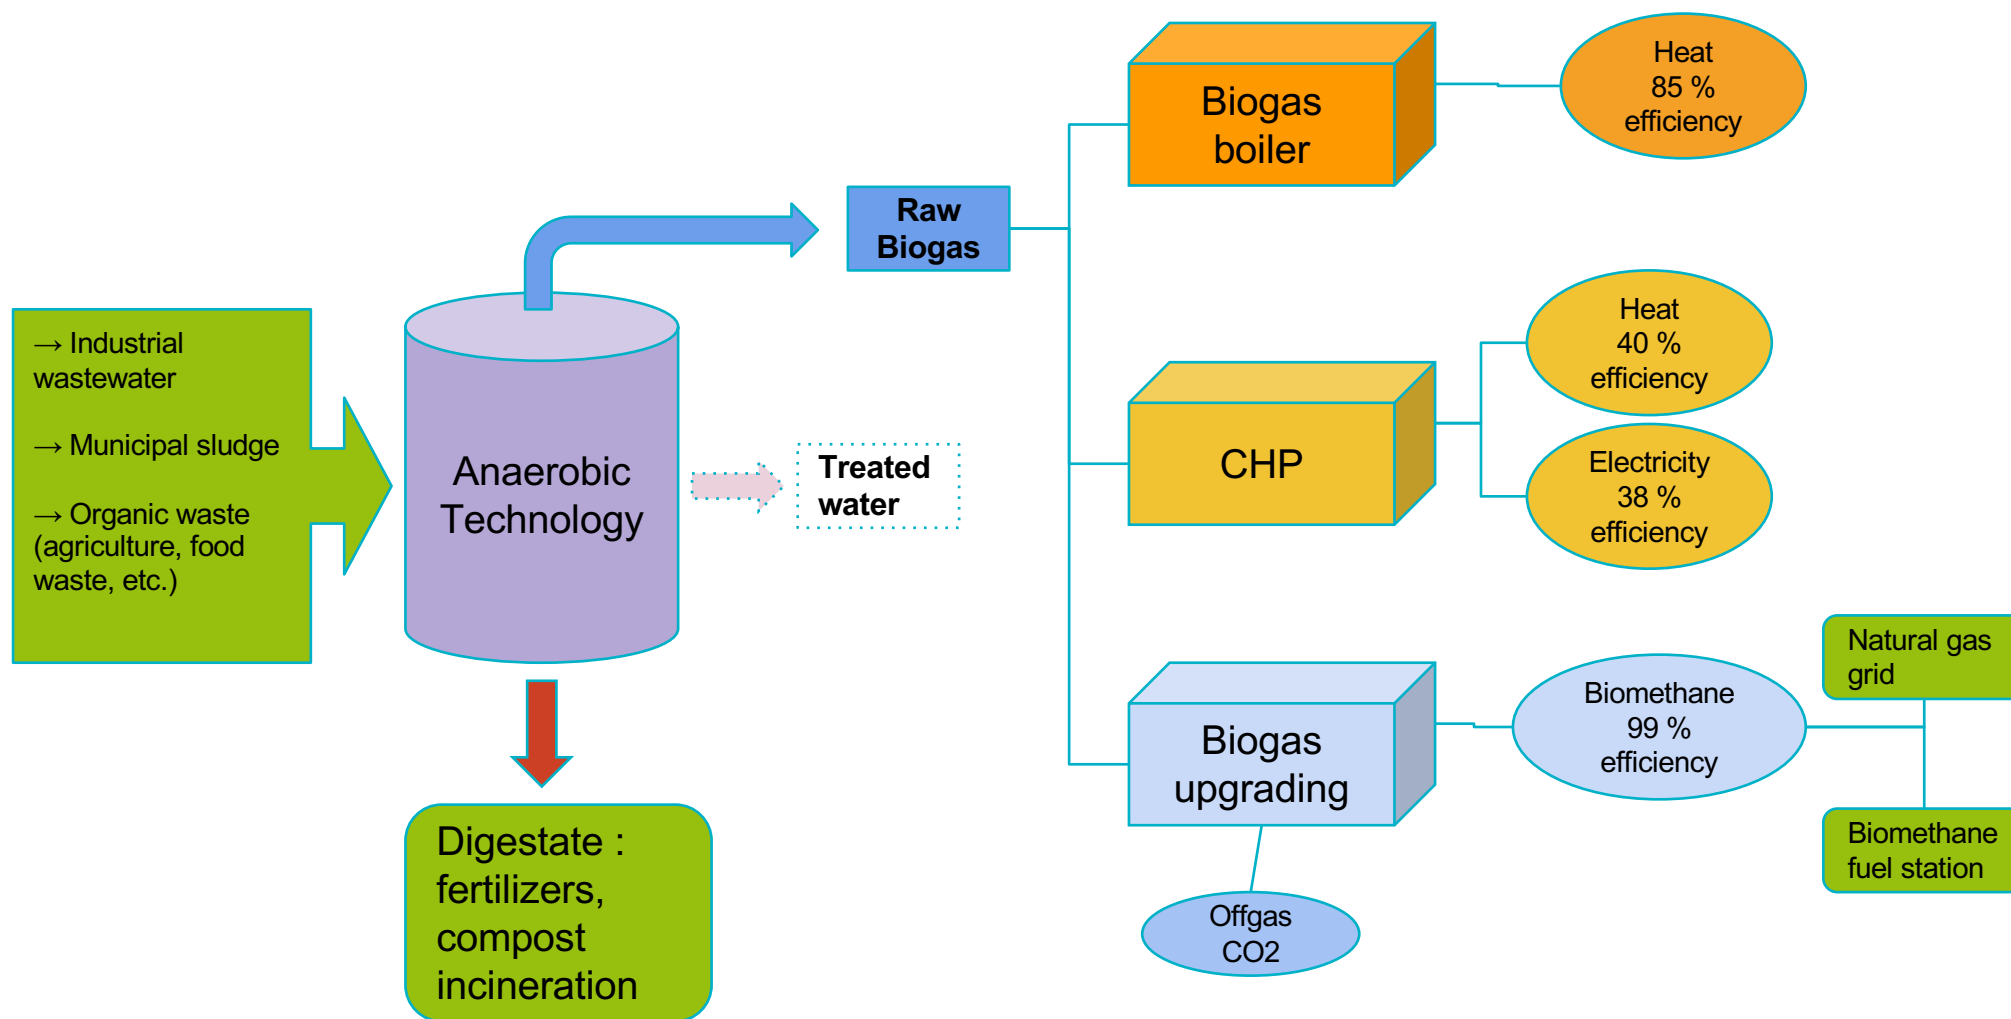 → Industrial
wastewater
→ Municipal sludge
→ Organic waste
(agriculture, food
waste, etc.)
Anaerobic
Technology
Digestate :
fertilizers,
compost
incineration
Treated
water
Raw
Biogas
Biogas
boiler
Heat
85 %
efficiency
CHP
Heat
40 %
efficiency
Electricity
38 %
efficiency
Biogas
upgrading
Offgas
CO2
Biomethane
99 %
efficiency
Natural gas
grid
Biomethane
fuel station